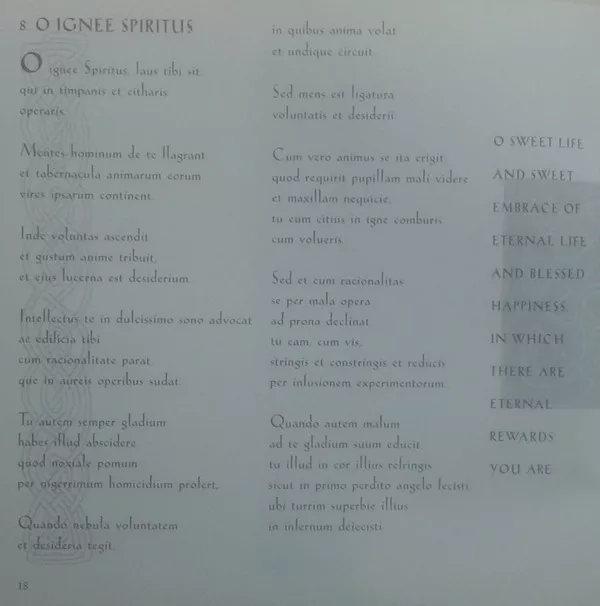 8 O IGNEE SPIRITUS
O ignee Spiritus, laus tibi sit,
qui in timpanis et citharis
operaris.
Mentes hominum de te flagrant
et tabernacula animarum eorum
vires ipsarum continent.
Inde voluntas ascendit
et gustum anime tribuit,
et eius lucerna est desiderium.
Intellectus te in dulcissimo sono advocat
ac edificia tibi
cum racionalitate parat,
que in aureis operibus sudat.
Tu autem semper gladium
habes illud abscidere
quod noxiale pomum
per nigerrimum homicidium profert,
Quando nebula voluntatem
et desideria tegit,
in quibus anima volat
et undique circuit.
Sed mens est ligatura
voluntatis et desiderii.
Cum vero animus se ita erigit,
quod requirit pupillam mali videre
et maxillam nequicie,
tu eum citius in igne comburis
cum volueris.
Sed et cum racionalitas
se per mala opera
ad prona declinat,
tu eam, cum vis,
stringis et constringis et reducis
per infusionem experimentorum.
Quando autem malum
ad te gladium suum educit,
tu illud in cor illius refringis
sicut in primo perdito angelo fecisti,
ubi turrim superbie illius
in infernum deiecisti.
O SWEET LIFE
AND SWEET
EMBRACE OF
ETERNAL LIFE
AND BLESSED
HAPPINESS,
IN WHICH
THERE ARE
ETERNAL
REWARDS:
YOU ARE
18